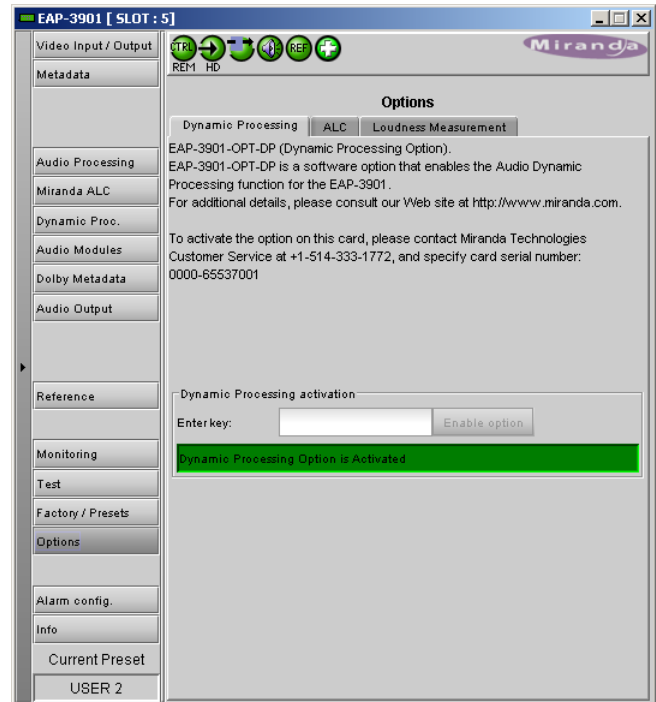 EAP-3901 [ SLOT : 5]
Video Input / Output
Metadata
Audio Processing
Miranda ALC
Dynamic Proc.
Audio Modules
Dolby Metadata
Audio Output
Reference
Monitoring
Test
Factory / Presets
Options
Alarm config.
Info
Current Preset
USER 2
CTRL
REF
REM HD
Miranda
Options
Dynamic Processing ALC Loudness Measurement
EAP-3901-OPT-DP (Dynamic Processing Option).
EAP-3901-OPT-DP is a software option that enables the Audio Dynamic
Processing function for the EAP-3901.
For additional details, please consult our Web site at http://www.miranda.com.
To activate the option on this card, please contact Miranda Technologies
Customer Service at +1-514-333-1772, and specify card serial number:
0000-65537001
Dynamic Processing activation
Enter key:
Enable option
Dynamic Processing Option is Activated